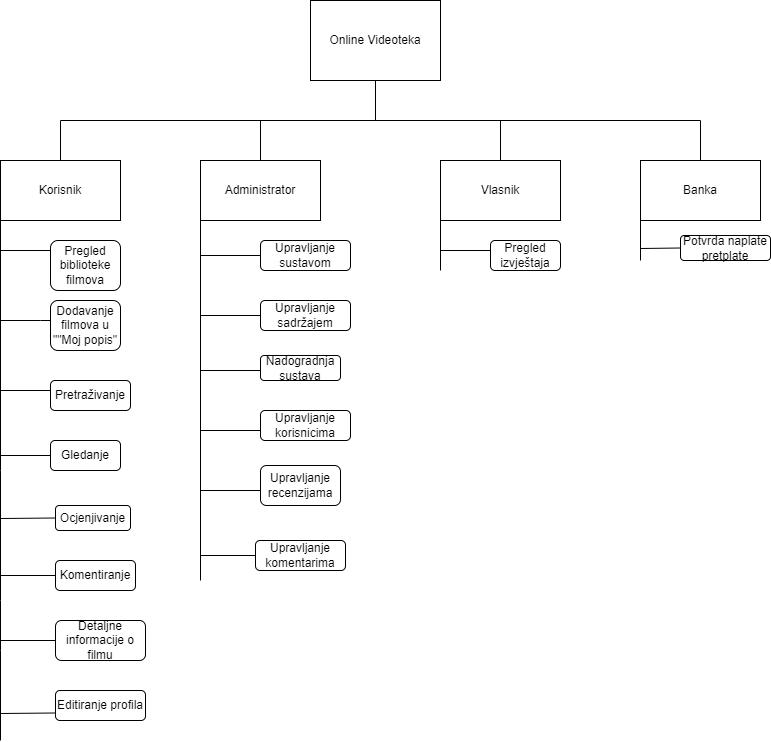 Online Videoteka
Korisnik
Administrator
Vlasnik
Banka
Pregled
biblioteke
filmova
Dodavanje
filmova u
""Moj popis"
Pretraživanje
Gledanje
Ocjenjivanje
Komentiranje
Detaljne
informacije o
filmu
Editiranje profila
Upravljanje
sustavom
Upravljanje
sadržajem
Nadogradnja
sustava
Upravljanje
korisnicima
Upravljanje
recenzijama
Upravljanje
komentarima
Pregled
izvještaja
Potvrda naplate
pretplate